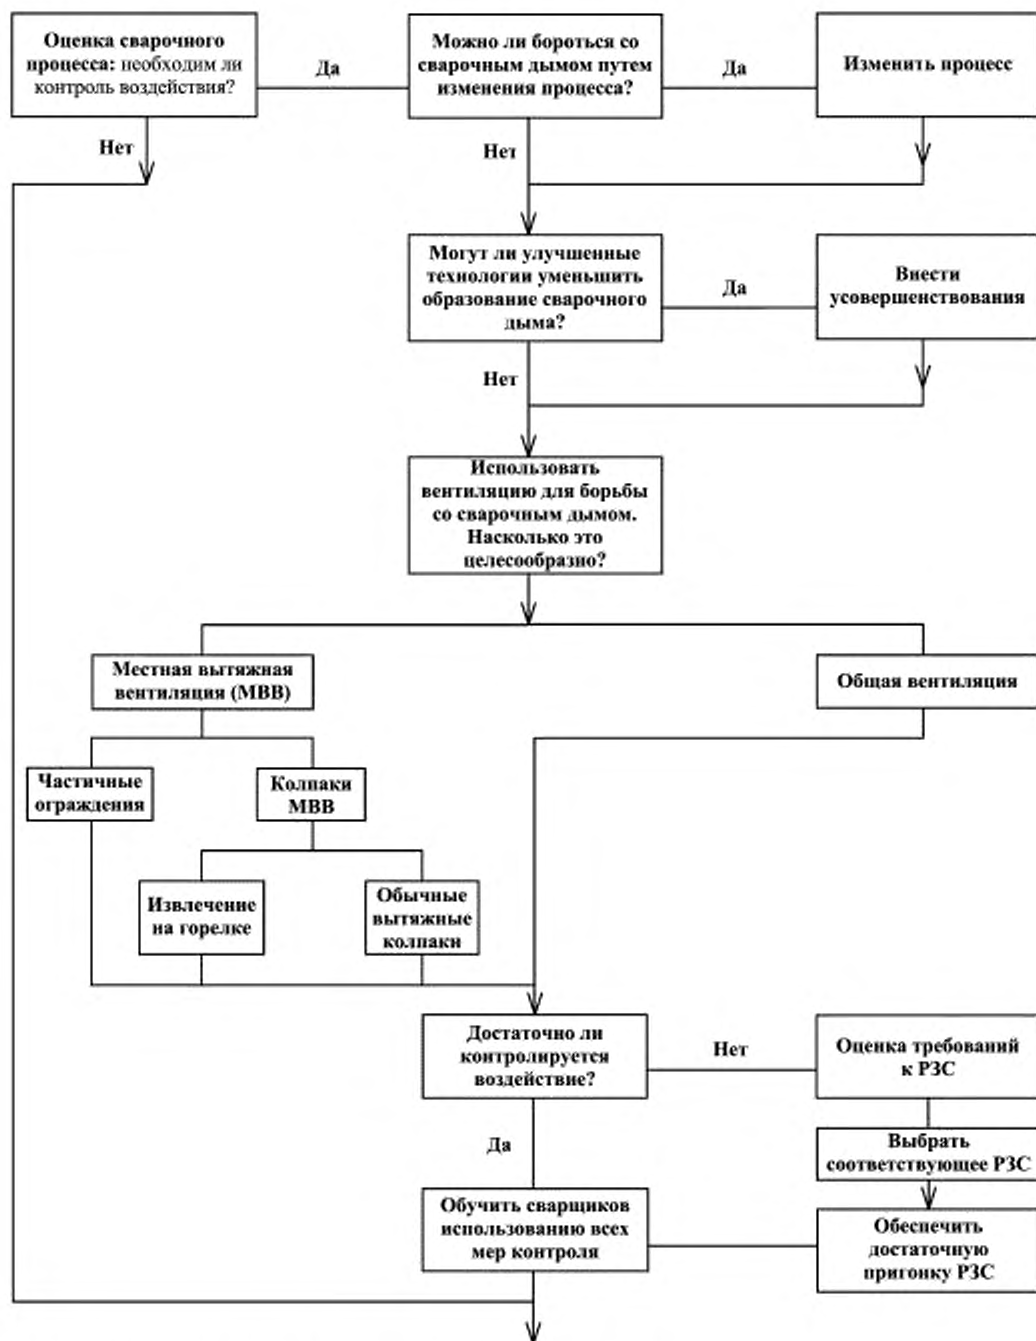 Оценка сварочного
процесса: необходим ли
контроль воздействия?
Да
Можно ли бороться со
сварочным дымом путем
изменения процесса?
Да
Изменить процесс
Нет
Нет
Могут ли улучшенные
технологии уменьшить
образование сварочного
дыма?
Да
Внести
усовершенствования
Нет
Использовать
вентиляцию для борьбы
со сварочным дымом.
Насколько это
целесообразно?
Местная вытяжная
вентиляция (МВВ)
Общая вентиляция
Частичные
ограждения
Колпаки
МВВ
Извлечение
на горелке
Обычные
вытяжные
колпаки
Достаточно ли
контролируется
воздействие?
Нет
Оценка требований
к РЗС
Да
Выбрать
соответствующее РЗС
Обучить сварщиков
использованию всех
мер контроля
Обеспечить
достаточную
пригонку РЗС